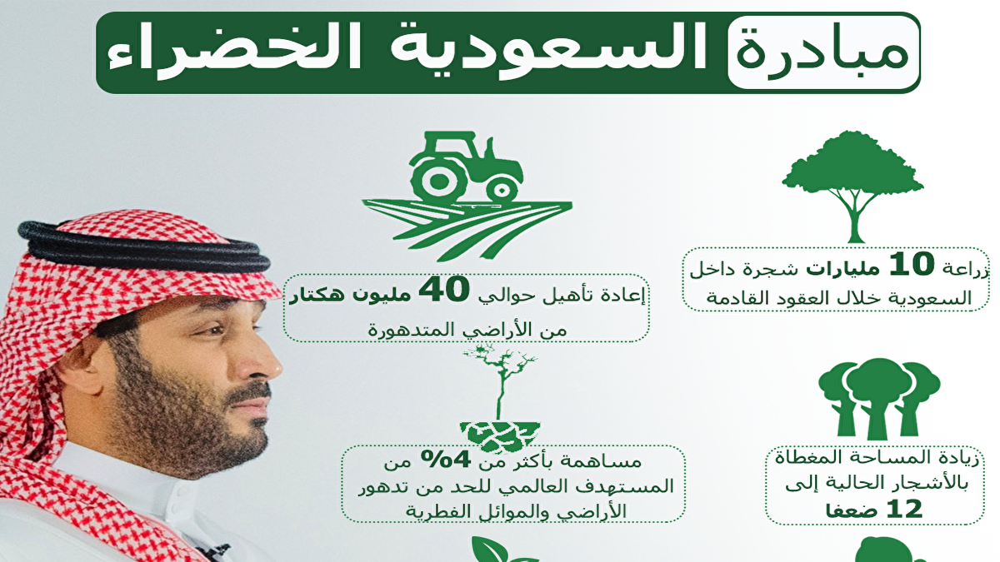 مبادرة السعودية الخضراء
زراعة 10 مليارات شجرة داخل
السعودية خلال العقود القادمة
إعادة تأهيل حوالي 40 مليون هكتار
من الأراضي المتدهورة
زيادة المساحة المغطاة
بالأشجار الحالية إلى
12 ضعفا
مساهمة بأكثر من 4% من
المستهدف العالمي للحد من تدهور
الأراضي والموائل الفطرية